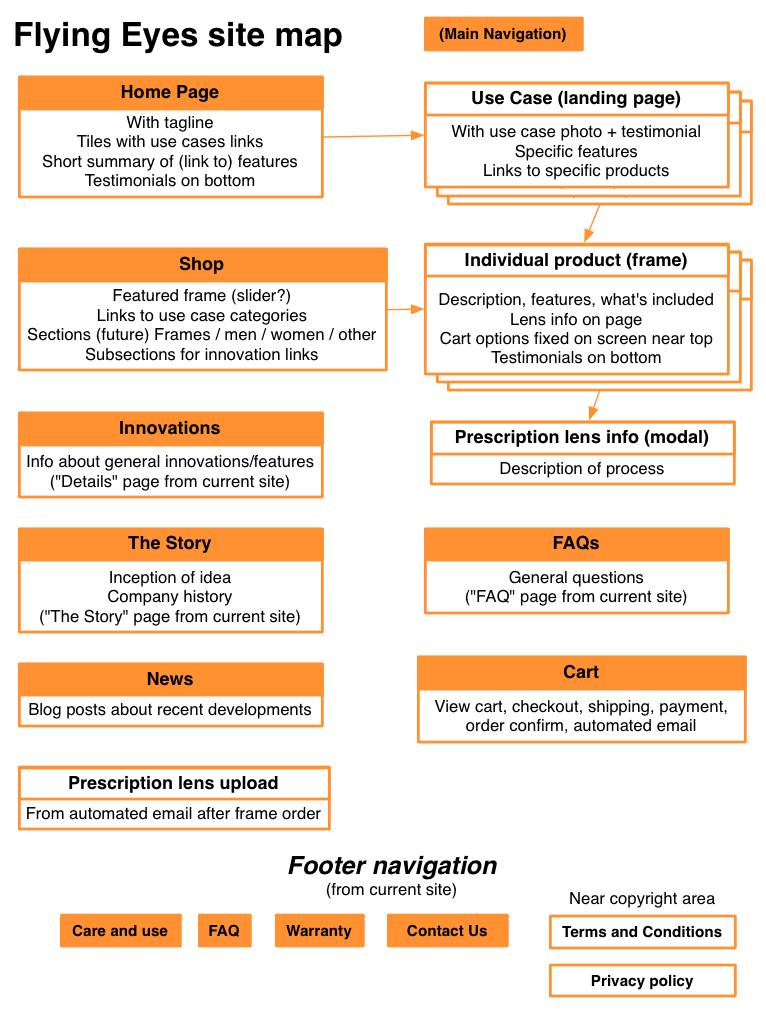 Flying Eyes site map
(Main Navigation)
Home Page
With tagline
Tiles with use cases links
Short summary of (link to) features
Testimonials on bottom
Use Case (landing page)
With use case photo + testimonial
Specific features
Links to specific products
Shop
Featured frame (slider?)
Links to use case categories
Sections (future) Frames / men / women / other
Subsections for innovation links
Individual product (frame)
Description, features, what's included
Lens info on page
Cart options fixed on screen near top
Testimonials on bottom
Innovations
Info about general innovations/features
("Details" page from current site)
Prescription lens info (modal)
Description of process
The Story
Inception of idea
Company history
("The Story" page from current site)
FAQs
General questions
("FAQ" page from current site)
News
Blog posts about recent developments
Cart
View cart, checkout, shipping, payment,
order confirm, automated email
Prescription lens upload
From automated email after frame order
Footer navigation
(from current site)
Near copyright area
Care and use
FAQ
Warranty
Contact Us
Terms and Conditions
Privacy policy